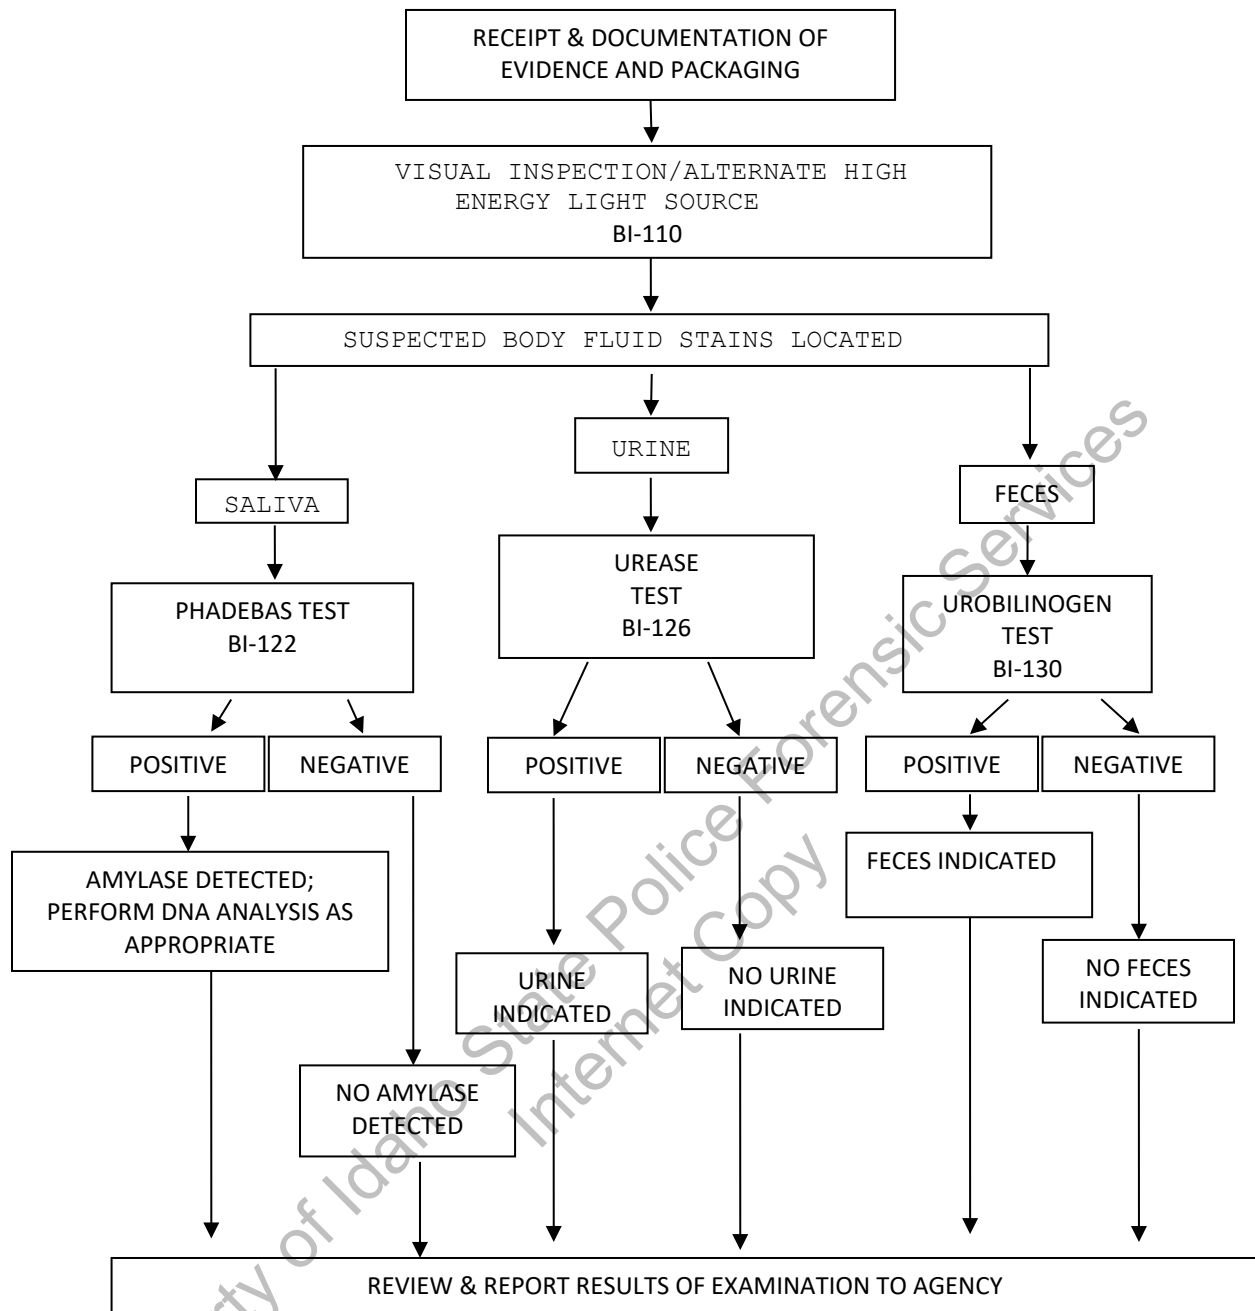 RECEIPT & DOCUMENTATION OF
EVIDENCE AND PACKAGING
VISUAL INSPECTION/ALTERNATE HIGH
ENERGY LIGHT SOURCE
BI-110
SUSPECTED BODY FLUID STAINS LOCATED
SALIVA
URINE
FECES
PHADEBAS TEST
BI-122
UREASE
TEST
BI-126
UROBILINOGEN
TEST
BI-130
POSITIVE
NEGATIVE
POSITIVE
NEGATIVE
POSITIVE
NEGATIVE
AMYLASE DETECTED;
PERFORM DNA ANALYSIS AS
APPROPRIATE
NO AMYLASE
DETECTED
URINE
INDICATED
NO URINE
INDICATED
FECES INDICATED
NO FECES
INDICATED
REVIEW & REPORT RESULTS OF EXAMINATION TO AGENCY
of Idaho State Police Forensic Services
Internet Copy